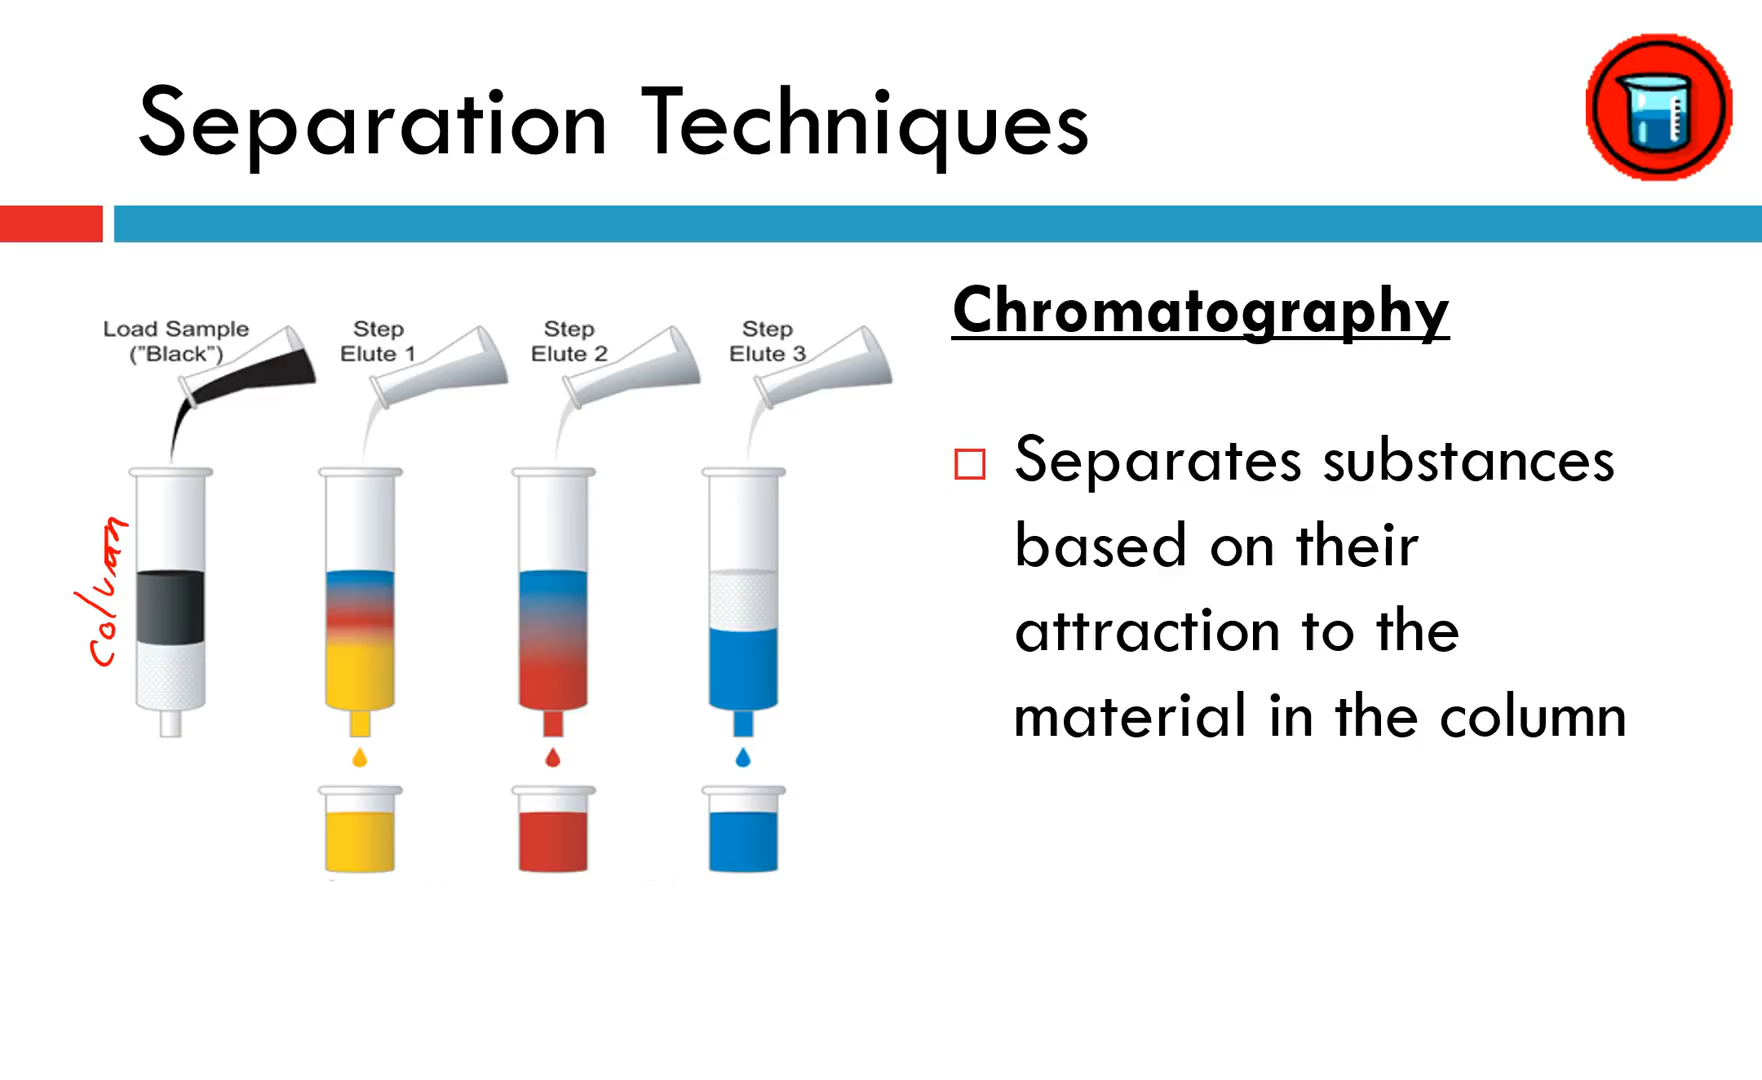 Separation Techniques
Load Sample
("Black")
Step
Elute 1
Step
Elute 2
Step
Elute 3
Column
Chromatography
Separates substances
based on their
attraction to the
material in the column